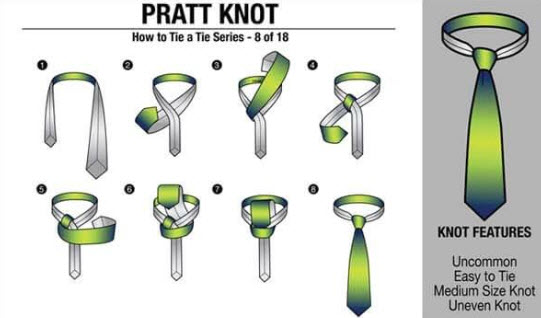 PRATT KNOT
How to Tie a Tie Series - 8 of 18
1
2
3
4
5
6
7
8
KNOT FEATURES
Uncommon
Easy to Tie
Medium Size Knot
Uneven Knot